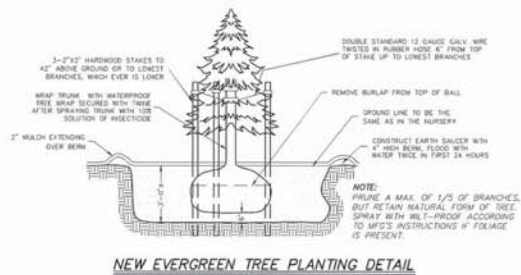 3-2"X2" HARDWOOD STAKES TO
42" ABOVE GROUND OR TO LOWEST
BRANCHES, WHICH EVER IS LOWER
WRAP TRUNK WITH WATERPROOF
TREE WRAP SECURED WITH TWINE
AFTER SPRAYING TRUNK WITH 10%
SOLUTION OF INSECTICIDE
2" MULCH EXTENDING
OVER BERM
DOUBLE STANDARD 12 GAUGE GALV. WIRE
TWISTED IN RUBBER HOSE 6" FROM TOP
OF STAKE UP TO LOWEST BRANCHES
REMOVE BURLAP FROM TOP OF BALL
GROUND LINE TO BE THE
SAME AS IN THE NURSERY
CONSTRUCT EARTH SAUCER WITH
4" HIGH BERM, FLOOD WITH
WATER TWICE IN FIRST 24 HOURS
NOTE:
PRUNE A MAX. OF 1/5 OF BRANCHES,
BUT RETAIN NATURAL FORM OF TREE.
SPRAY WITH WILT-PROOF ACCORDING
TO MFG'S INSTRUCTIONS IF FOLIAGE
IS PRESENT.
NEW EVERGREEN TREE PLANTING DETAIL